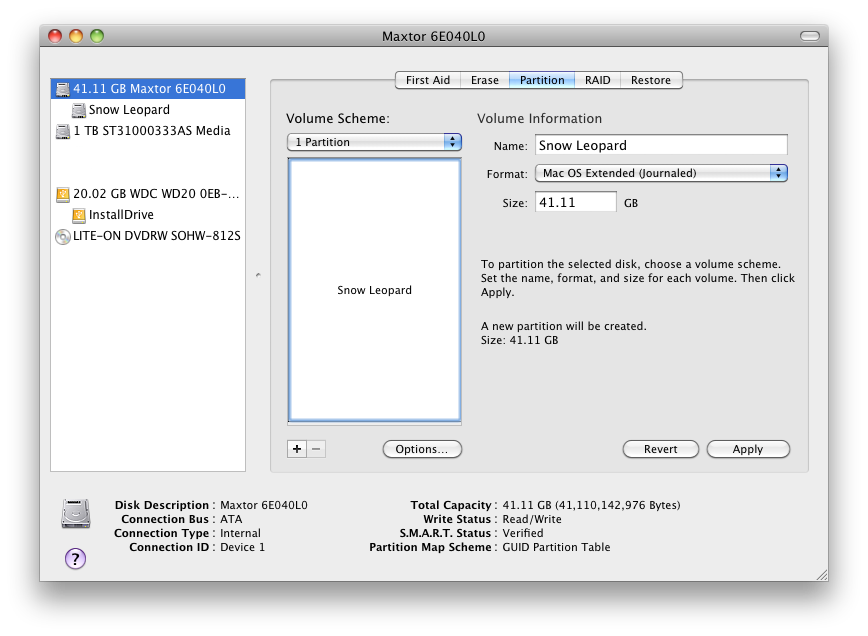 Maxtor 6E040L0
41.11 GB Maxtor 6E040L0
Snow Leopard
1 TB ST31000333AS Media
20.02 GB WDC WD20 0EB-...
InstallDrive
LITE-ON DVDRW SOHW-812S
First Aid Erase Partition RAID Restore
Volume Scheme:
1 Partition
Snow Leopard
+ −
Options...
Volume Information
Name: Snow Leopard
Format: Mac OS Extended (Journaled)
Size: 41.11 GB
To partition the selected disk, choose a volume scheme.
Set the name, format, and size for each volume. Then click
Apply.
A new partition will be created.
Size: 41.11 GB
Revert Apply
Disk Description : Maxtor 6E040L0
Connection Bus : ATA
Connection Type : Internal
Connection ID : Device 1
Total Capacity : 41.11 GB (41,110,142,976 Bytes)
Write Status : Read/Write
S.M.A.R.T. Status : Verified
Partition Map Scheme : GUID Partition Table
?